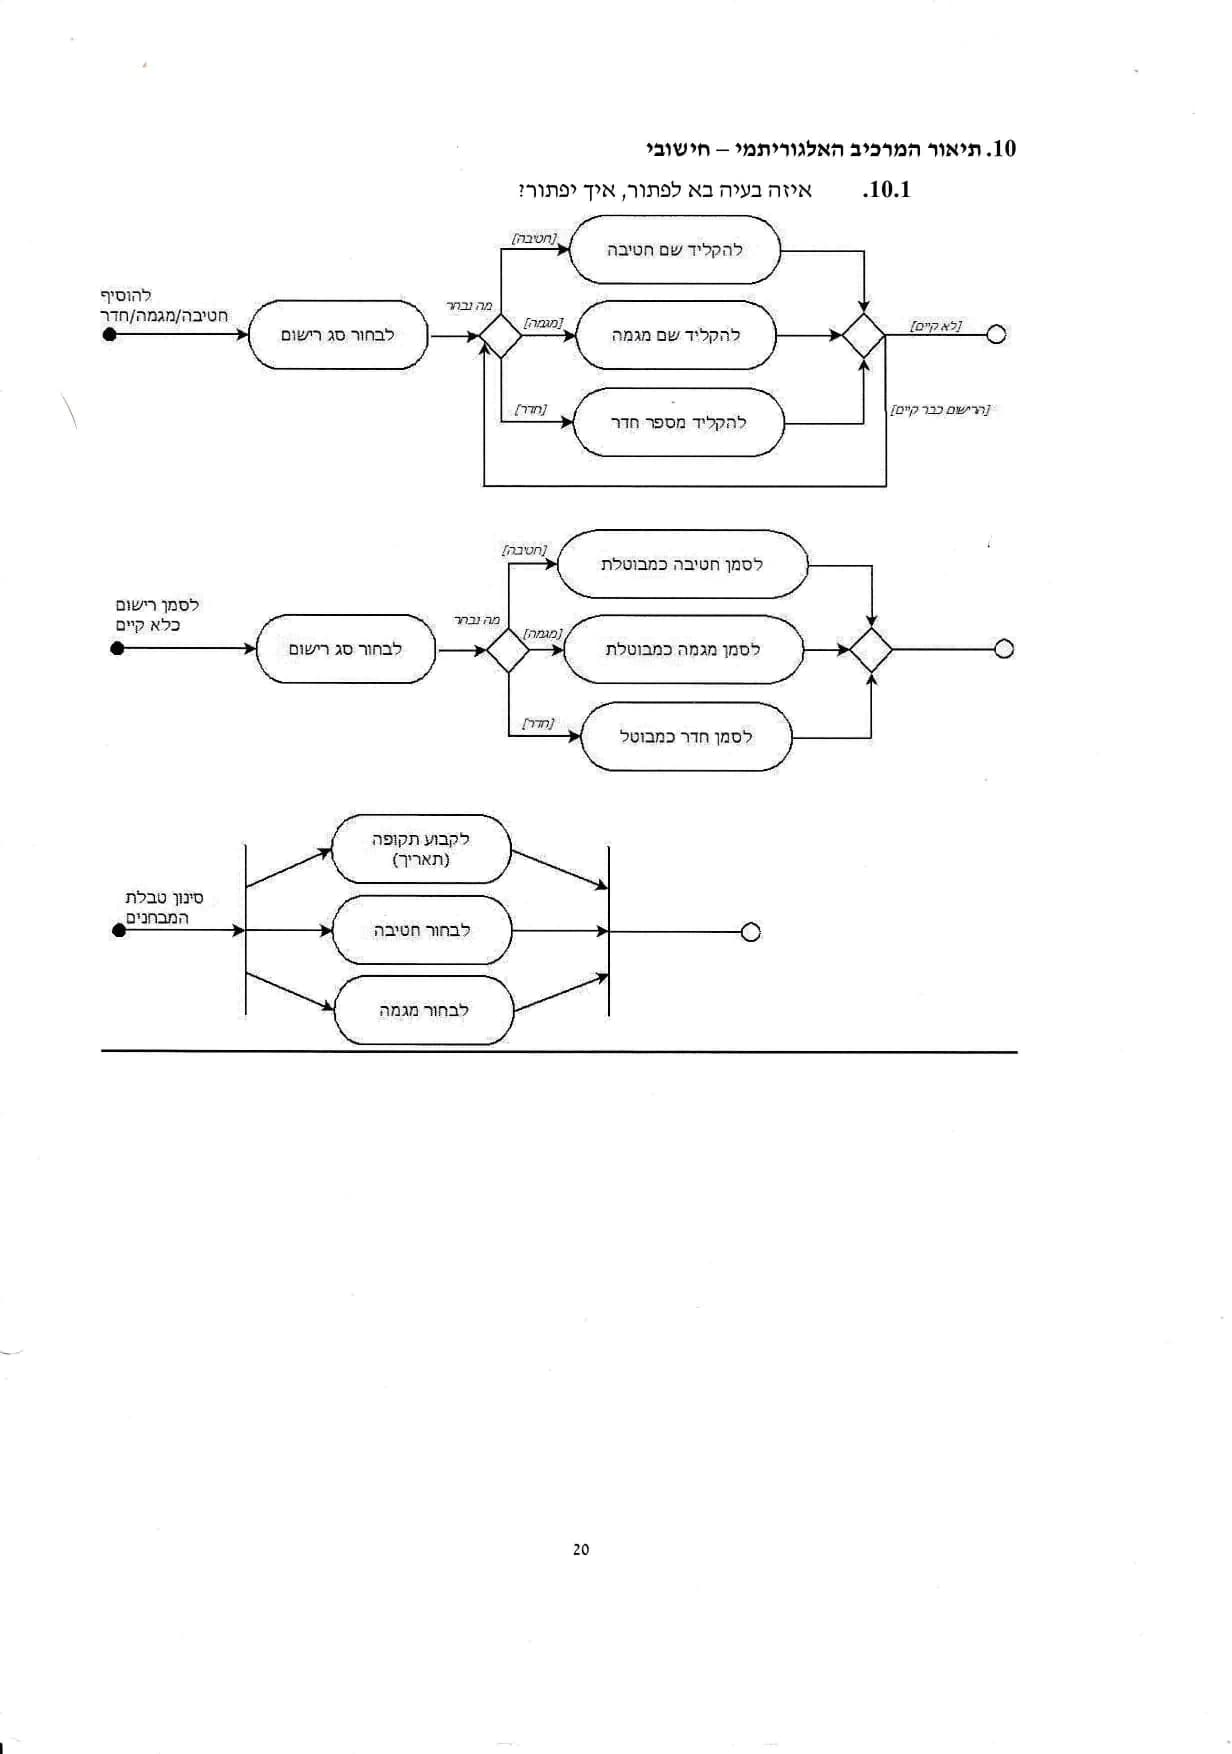 10. תיאור המרכיב האלגוריתמי – חישובי
10.1. איזה בעיה בא לפתור, איך יפתור?
להוסיף
חטיבה/מגמה/חדר
לבחור סג רישום
מה נבחר
[חטיבה]
להקליד שם חטיבה
[מגמה]
להקליד שם מגמה
[חדר]
להקליד מספר חדר
[לא קיים]
[הרישום כבר קיים]
לסמן רישום
כלא קיים
לבחור סג רישום
מה נבחר
[חטיבה]
לסמן חטיבה כמבוטלת
[מגמה]
לסמן מגמה כמבוטלת
[חדר]
לסמן חדר כמבוטל
סינון טבלת
המבחנים
לקבוע תקופה
(תאריך)
לבחור חטיבה
לבחור מגמה
20